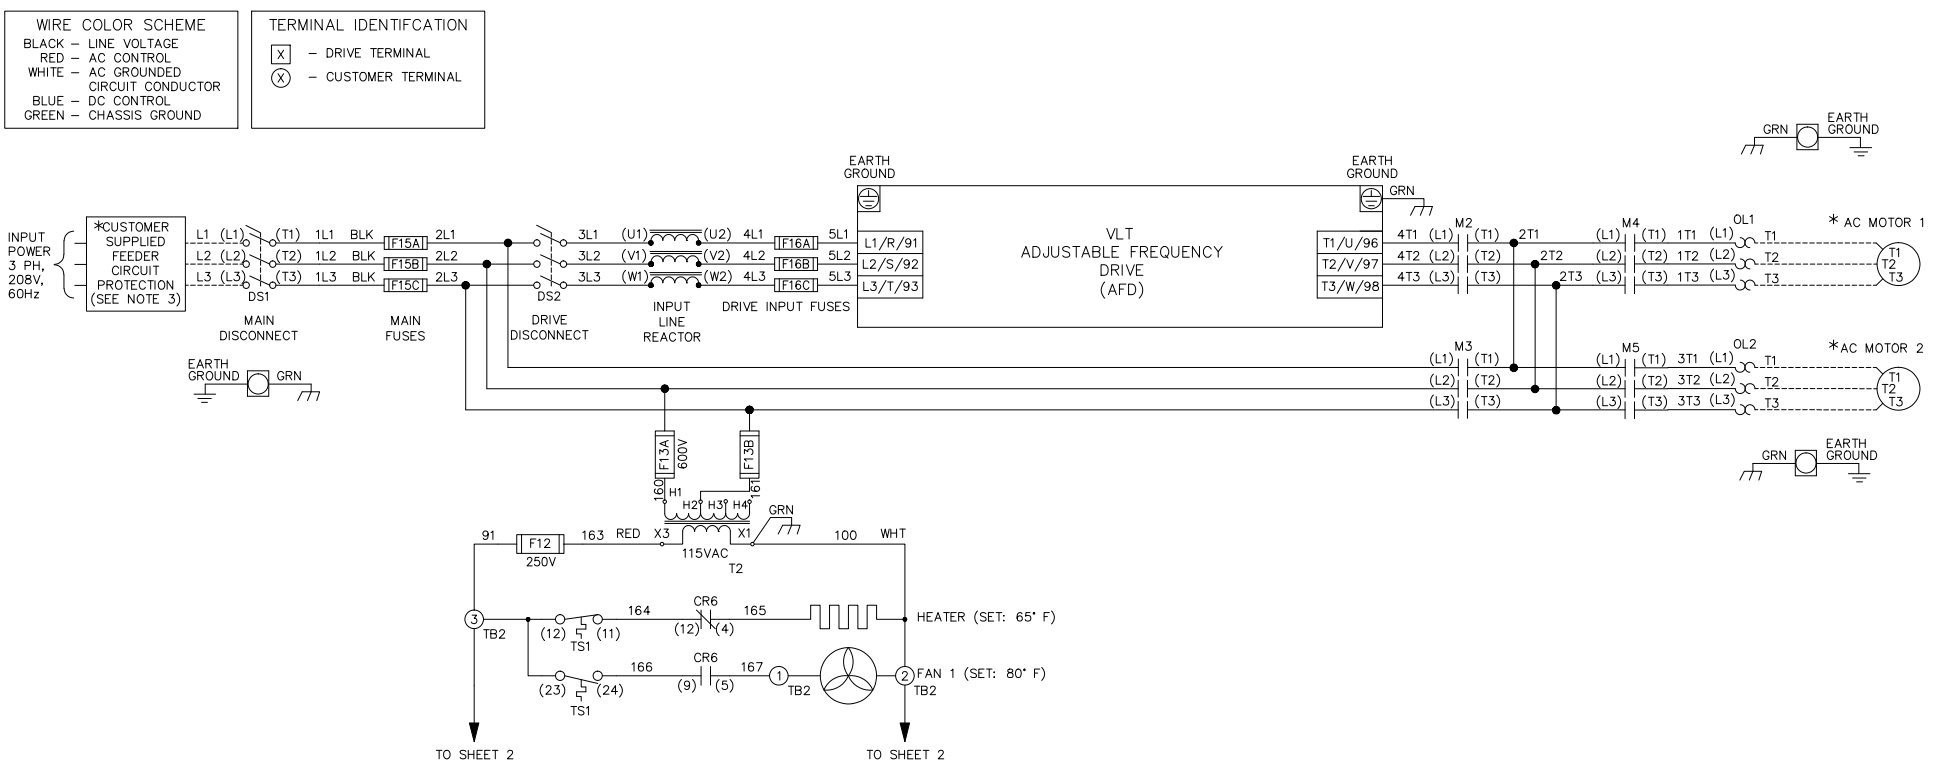 WIRE COLOR SCHEME
BLACK – LINE VOLTAGE
RED – AC CONTROL
WHITE – AC GROUNDED
CIRCUIT CONDUCTOR
BLUE – DC CONTROL
GREEN – CHASSIS GROUND
TERMINAL IDENTIFCATION
X – DRIVE TERMINAL
X – CUSTOMER TERMINAL
INPUT
POWER
3 PH,
208V,
60Hz
*CUSTOMER
SUPPLIED
FEEDER
CIRCUIT
PROTECTION
(SEE NOTE 3)
L1 (L1) (T1) 1L1 BLK F15A 2L1 3L1 (U1) (U2) 4L1 F16A 5L1 L1/R/91
L2 (L2) (T2) 1L2 BLK F15B 2L2 3L2 (V1) (V2) 4L2 F16B 5L2 L2/S/92
L3 (L3) (T3) 1L3 BLK F15C 2L3 3L3 (W1) (W2) 4L3 F16C 5L3 L3/T/93
DS1
MAIN
DISCONNECT
MAIN
FUSES
DS2
DRIVE
DISCONNECT
INPUT
LINE
REACTOR
DRIVE INPUT FUSES
EARTH
GROUND
GRN
EARTH
GROUND
VLT
ADJUSTABLE FREQUENCY
DRIVE
(AFD)
EARTH
GROUND
GRN
M2 M4 OL1
T1/U/96 4T1 (L1) (T1) 2T1 (L1) (T1) 1T1 (L1) T1
T2/V/97 4T2 (L2) (T2) 2T2 (L2) (T2) 1T2 (L2) T2
T3/W/98 4T3 (L3) (T3) 2T3 (L3) (T3) 1T3 (L3) T3
* AC MOTOR 1
T1
T2
T3
GRN
EARTH
GROUND
M3 M5 OL2
(L1) (T1) (L1) (T1) 3T1 (L1) T1
(L2) (T2) (L2) (T2) 3T2 (L2) T2
(L3) (T3) (L3) (T3) 3T3 (L3) T3
*AC MOTOR 2
T1
T2
T3
GRN
EARTH
GROUND
F13A
600V
F13B
160
161
H1
H2 H3 H4
GRN
91 F12 163 RED X3 X1 100 WHT
250V
115VAC
T2
3
TB2
(12) (11) 164 CR6 (12) (4) 165
TS1
HEATER (SET: 65° F)
(23) (24) 166 CR6 (9) (5) 167 1 TB2
TS1
2
TB2
FAN 1 (SET: 80° F)
TO SHEET 2
TO SHEET 2